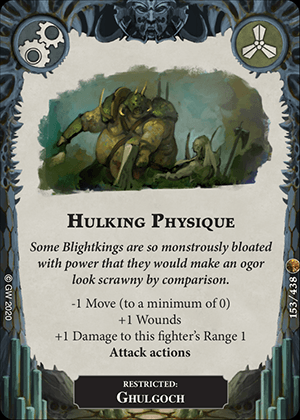 Hulking Physique
Some Blightkings are so monstrously bloated
with power that they would make an ogor
look scrawny by comparison.
-1 Move (to a minimum of 0)
+1 Wounds
+1 Damage to this fighter's Range 1
Attack actions
© GW 2020
153/438
RESTRICTED:
Ghulgoch